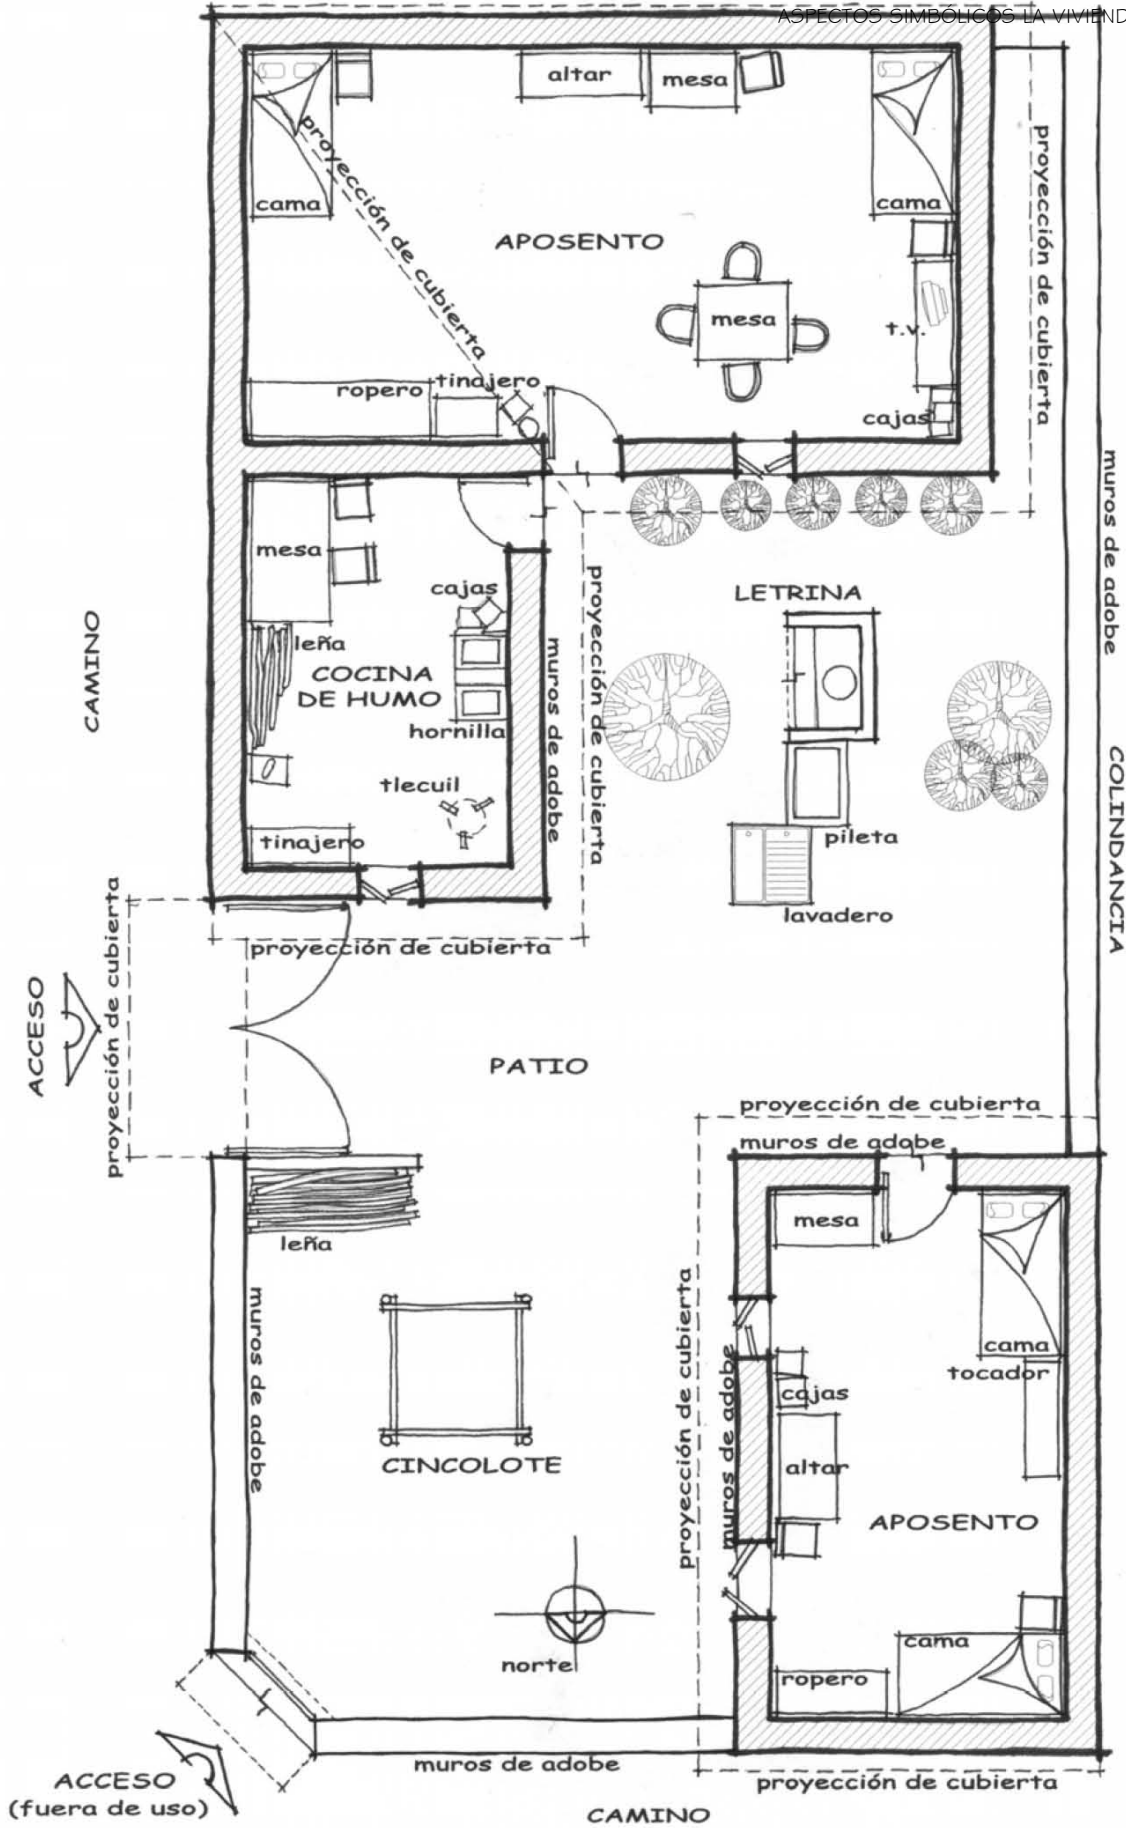 ASPECTOS SIMBÓLICOS LA VIVIEND
altar
mesa
cama
cama
proyección de cubierta
proyección de cubierta
APOSENTO
mesa
t.v.
ropero
tinajero
cajas
muros de adobe
mesa
cajas
leña
COCINA
DE HUMO
hornilla
tlecuil
tinajero
muros de adobe
proyección de cubierta
proyección de cubierta
CAMINO
LETRINA
pileta
lavadero
COLINDANCIA
ACCESO
proyección de cubierta
PATIO
proyección de cubierta
muros de adobe
leña
muros de adobe
CINCOLOTE
norte
proyección de cubierta
muros de adobe
mesa
cama
tocador
cajas
altar
APOSENTO
cama
ropero
muros de adobe
proyección de cubierta
ACCESO
(fuera de uso)
CAMINO